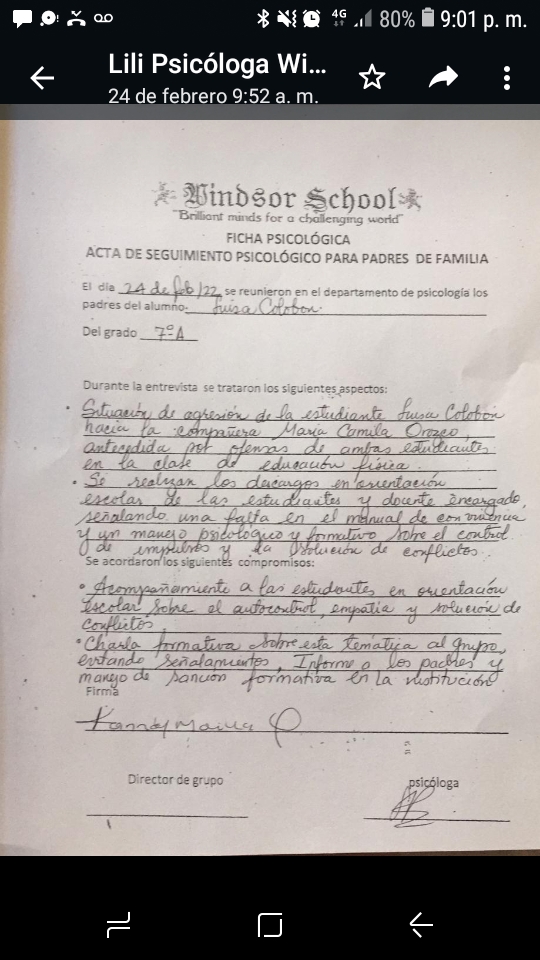 4G 80% 9:01 p. m.
Lili Psicóloga Wi...
24 de febrero 9:52 a. m.
Windsor School
"Brilliant minds for a challenging world"
FICHA PSICOLÓGICA
ACTA DE SEGUIMIENTO PSICOLÓGICO PARA PADRES DE FAMILIA
El día 24 de feb/22 se reunieron en el departamento de psicología los
padres del alumno: Luisa Colobon.
Del grado 7°A
Durante la entrevista se trataron los siguientes aspectos:
• Situación de agresión de la estudiante Luisa Colobón
hacia la compañera Maria Camila Orozco,
antecedida por ofensas de ambas estudiantes
en la clase de educación física.
• Se realizan los descargos en orientación
escolar de las estudiantes y docente encargado,
señalando una falta en el manual de convivencia
y un manejo psicológico y formativo sobre el control
de impulsos y la solución de conflictos.
Se acordaron los siguientes compromisos:
• Acompañamiento a las estudiantes en orientación
escolar sobre el autocontrol, empatía y solución de
conflictos
• Charla formativa sobre esta temática al grupo,
evitando señalamientos, Informe a los padres y
manejo de sanción formativa en la institución
Firma
Director de grupo psicóloga